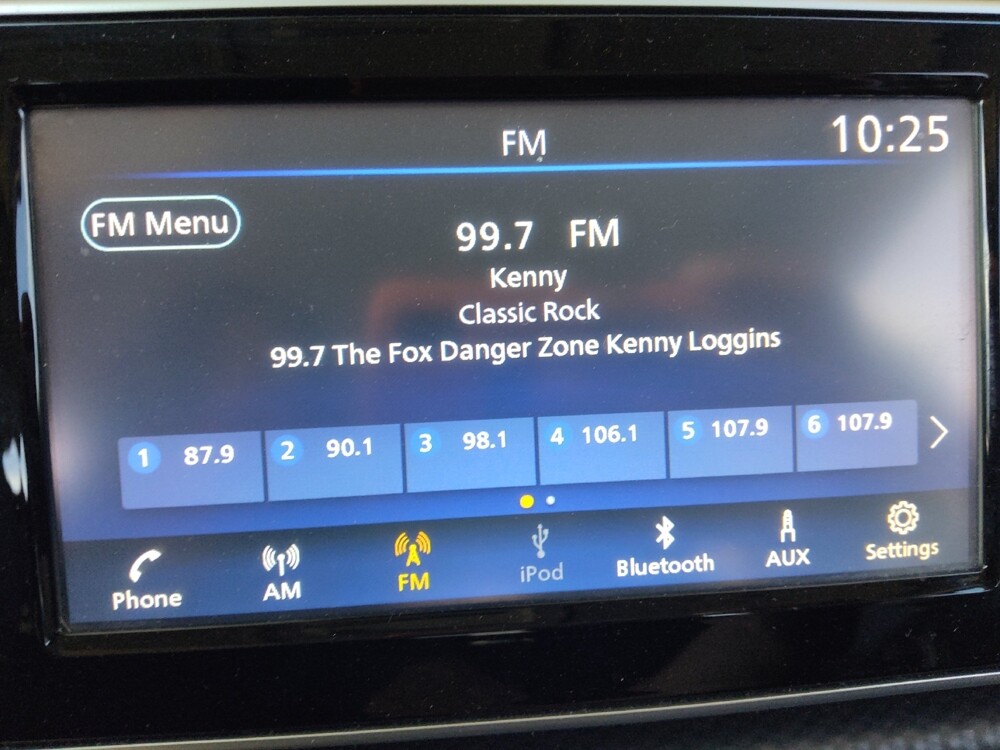 FM 10:25
FM Menu
99.7 FM
Kenny
Classic Rock
99.7 The Fox Danger Zone Kenny Loggins
1 87.9 2 90.1 3 98.1 4 106.1 5 107.9 6 107.9
Phone AM FM iPod Bluetooth AUX Settings